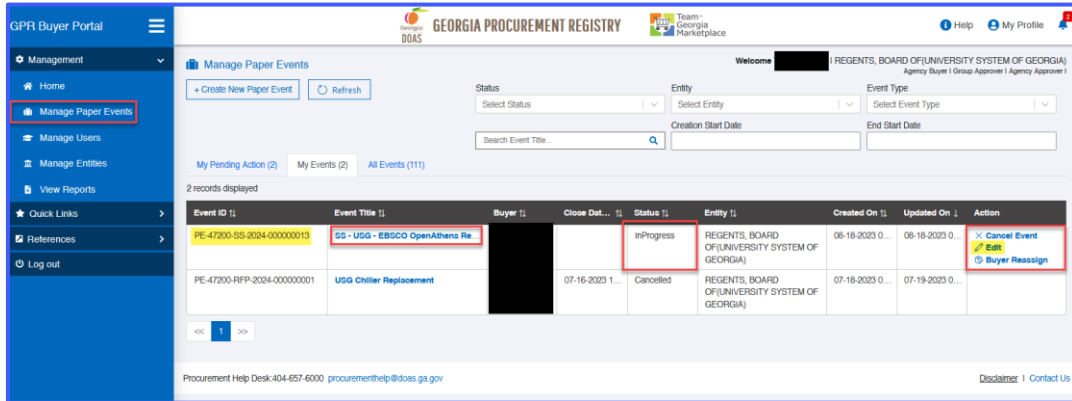 GPR Buyer Portal
Georgia
DOAS
GEORGIA PROCUREMENT REGISTRY
Team
Georgia
Marketplace
Help
My Profile
2
Management
Home
Manage Paper Events
Manage Users
Manage Entities
View Reports
Quick Links
References
Log out
Manage Paper Events
Welcome I REGENTS, BOARD OF(UNIVERSITY SYSTEM OF GEORGIA)
Agency Buyer I Group Approver I Agency Approver I
+ Create New Paper Event
Refresh
Status
Select Status
Entity
Select Entity
Event Type
Select Event Type
Search Event Title...
Creation Start Date
End Start Date
My Pending Action (2) My Events (2) All Events (111)
2 records displayed
Event ID Event Title Buyer Close Dat... Status Entity Created On Updated On Action
PE-47200-SS-2024-000000013 SS - USG - EBSCO OpenAthens Re... InProgress REGENTS, BOARD 08-18-2023 0... 08-18-2023 0... Cancel Event
OF(UNIVERSITY SYSTEM OF Edit
GEORGIA) Buyer Reassign
PE-47200-RFP-2024-000000001 USG Chiller Replacement 07-16-2023 1... Cancelled REGENTS, BOARD 07-18-2023 0... 07-19-2023 0...
OF(UNIVERSITY SYSTEM OF
GEORGIA)
<< 1 >>
Procurement Help Desk:404-657-6000 procurementhelp@doas.ga.gov
Disclaimer I Contact Us